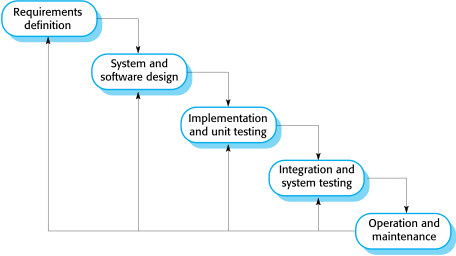 Requirements
definition
System and
software design
Implementation
and unit testing
Integration and
system testing
Operation and
maintenance